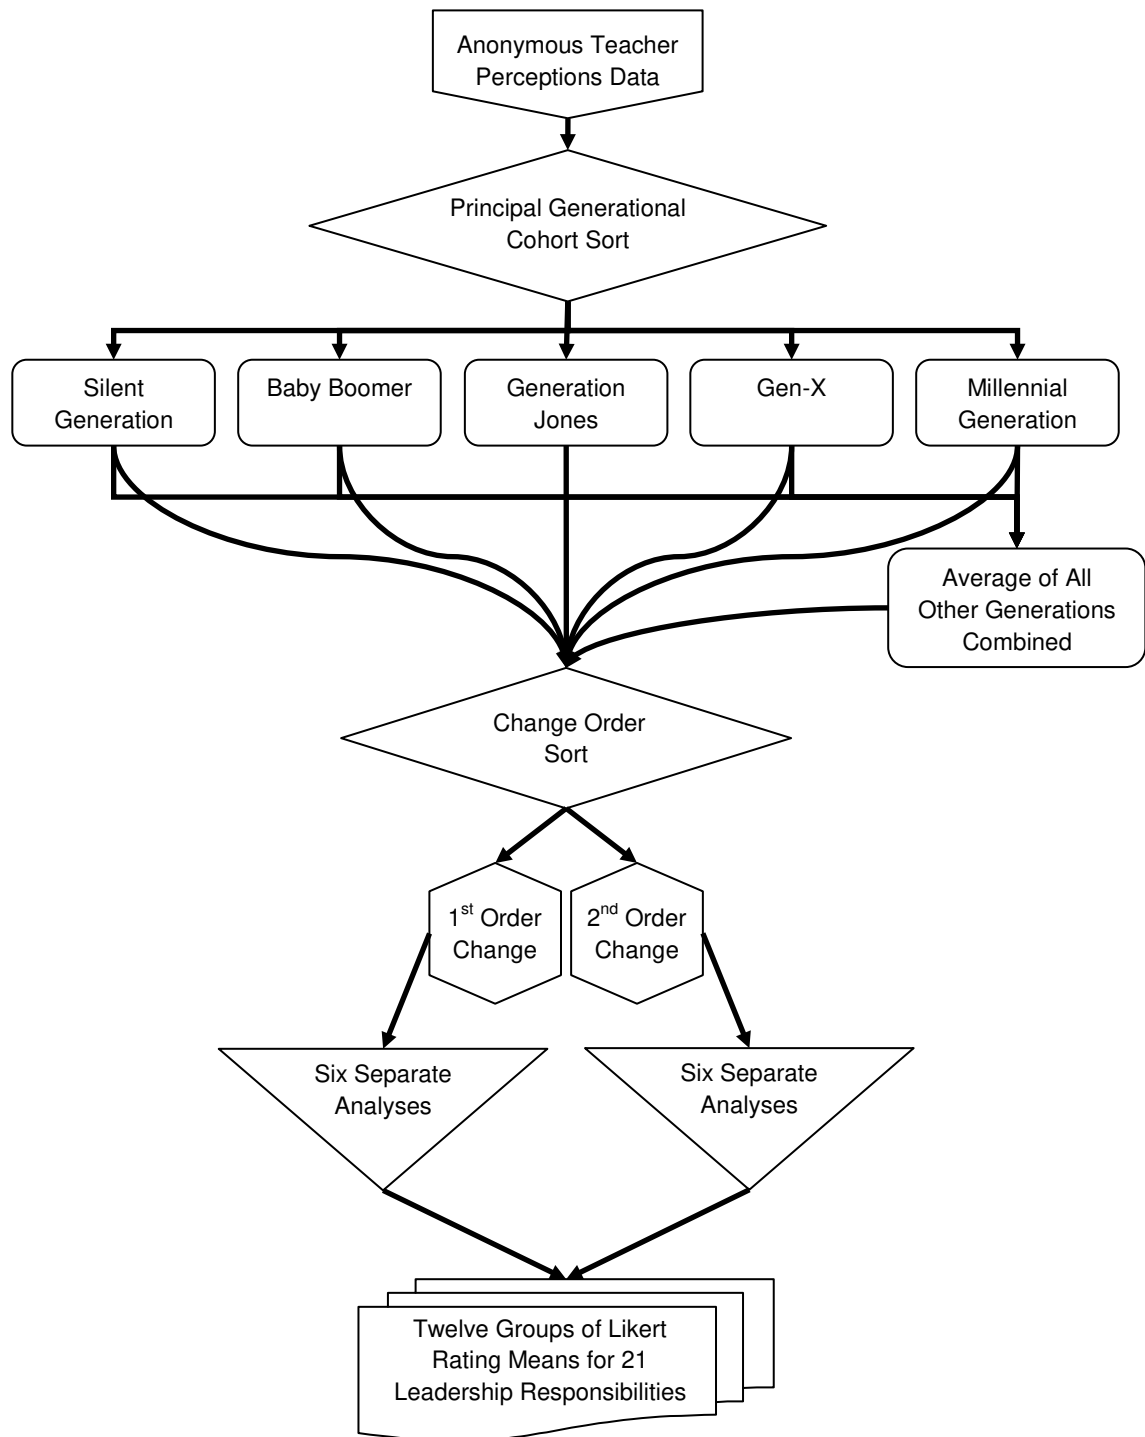 Anonymous Teacher
Perceptions Data
Principal Generational
Cohort Sort
Silent
Generation
Baby Boomer
Generation
Jones
Gen-X
Millennial
Generation
Average of All
Other Generations
Combined
Change Order
Sort
1st Order
Change
2nd Order
Change
Six Separate
Analyses
Six Separate
Analyses
Twelve Groups of Likert
Rating Means for 21
Leadership Responsibilities